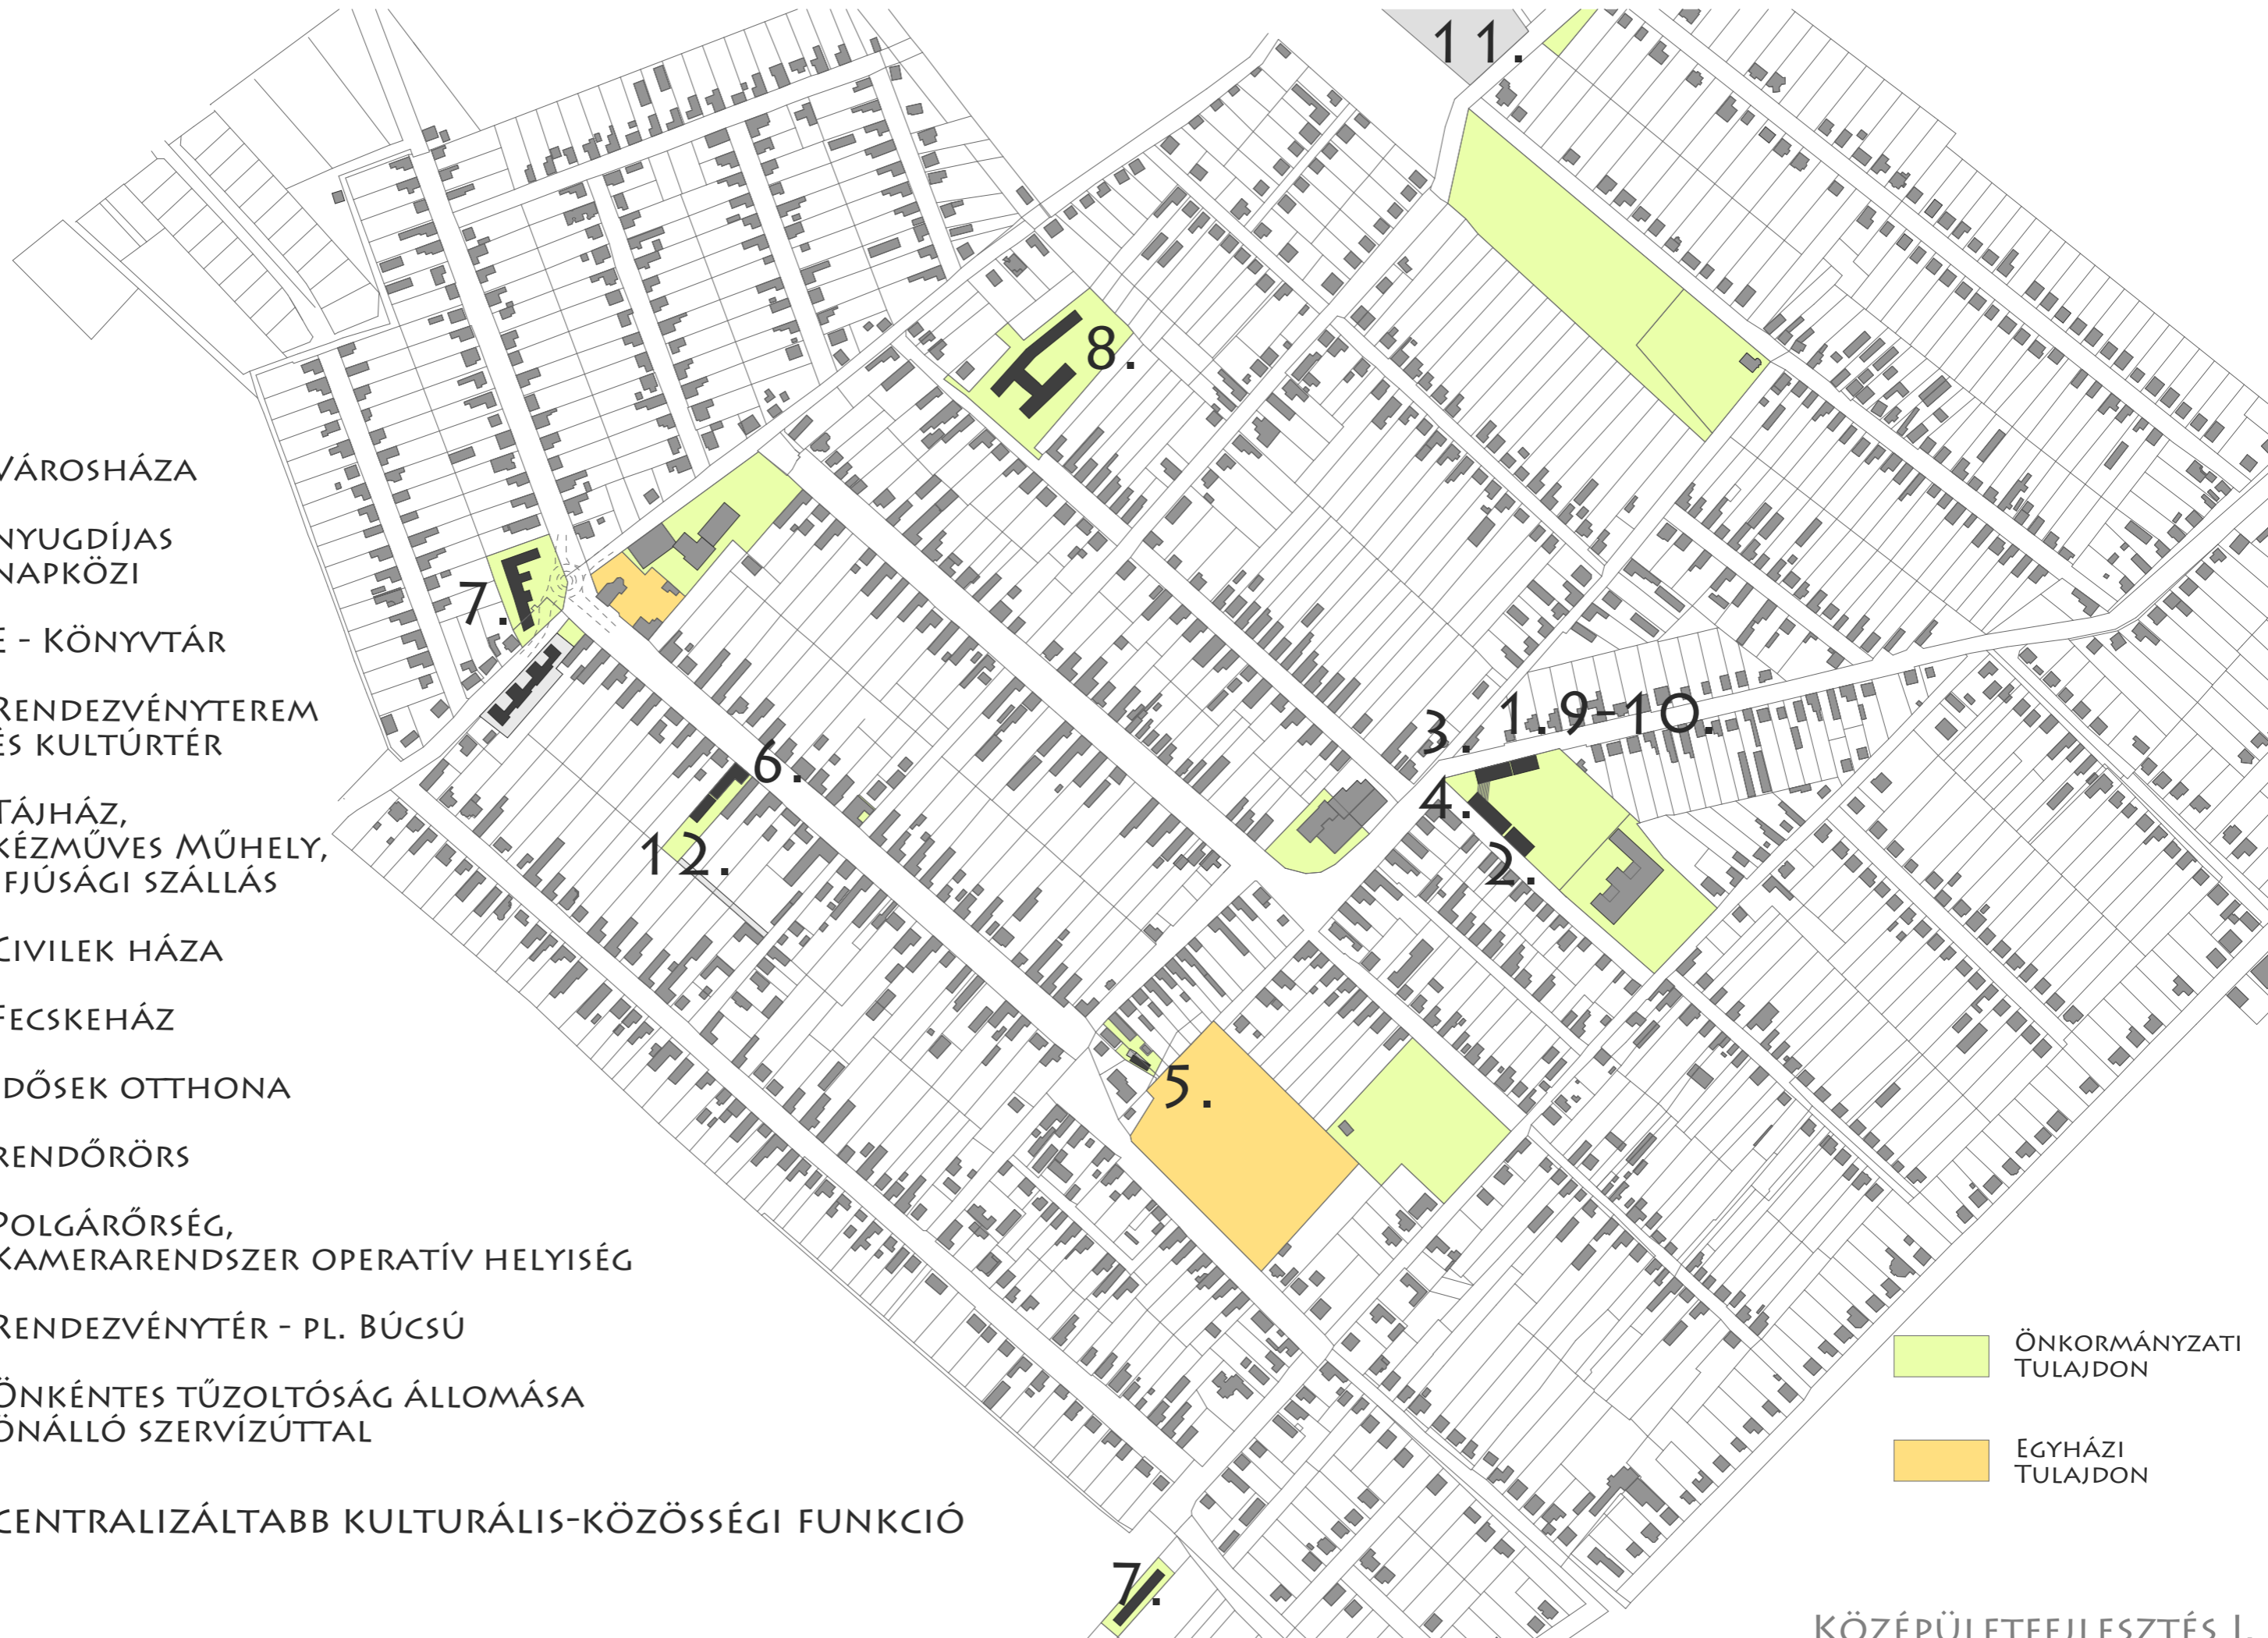 Városháza
Nyugdíjas
Napközi
E - Könyvtár
Rendezvényterem
és kultúrtér
Tájház,
Kézműves Műhely,
Ifjúsági szállás
Civilek háza
Fecskeház
Idősek otthona
Rendőrörs
Polgárőrség,
Kamerarendszer operatív helyiség
Rendezvénytér - pl. Búcsú
Önkéntes tűzoltóság állomása
önálló szervízúttal
Centralizáltabb kulturális-közösségi funkció
11.
8.
7.
3.
1.9-10.
4.
2.
6.
12.
5.
7.
Önkormányzati
Tulajdon
Egyházi
Tulajdon
Középületfejlesztés I.